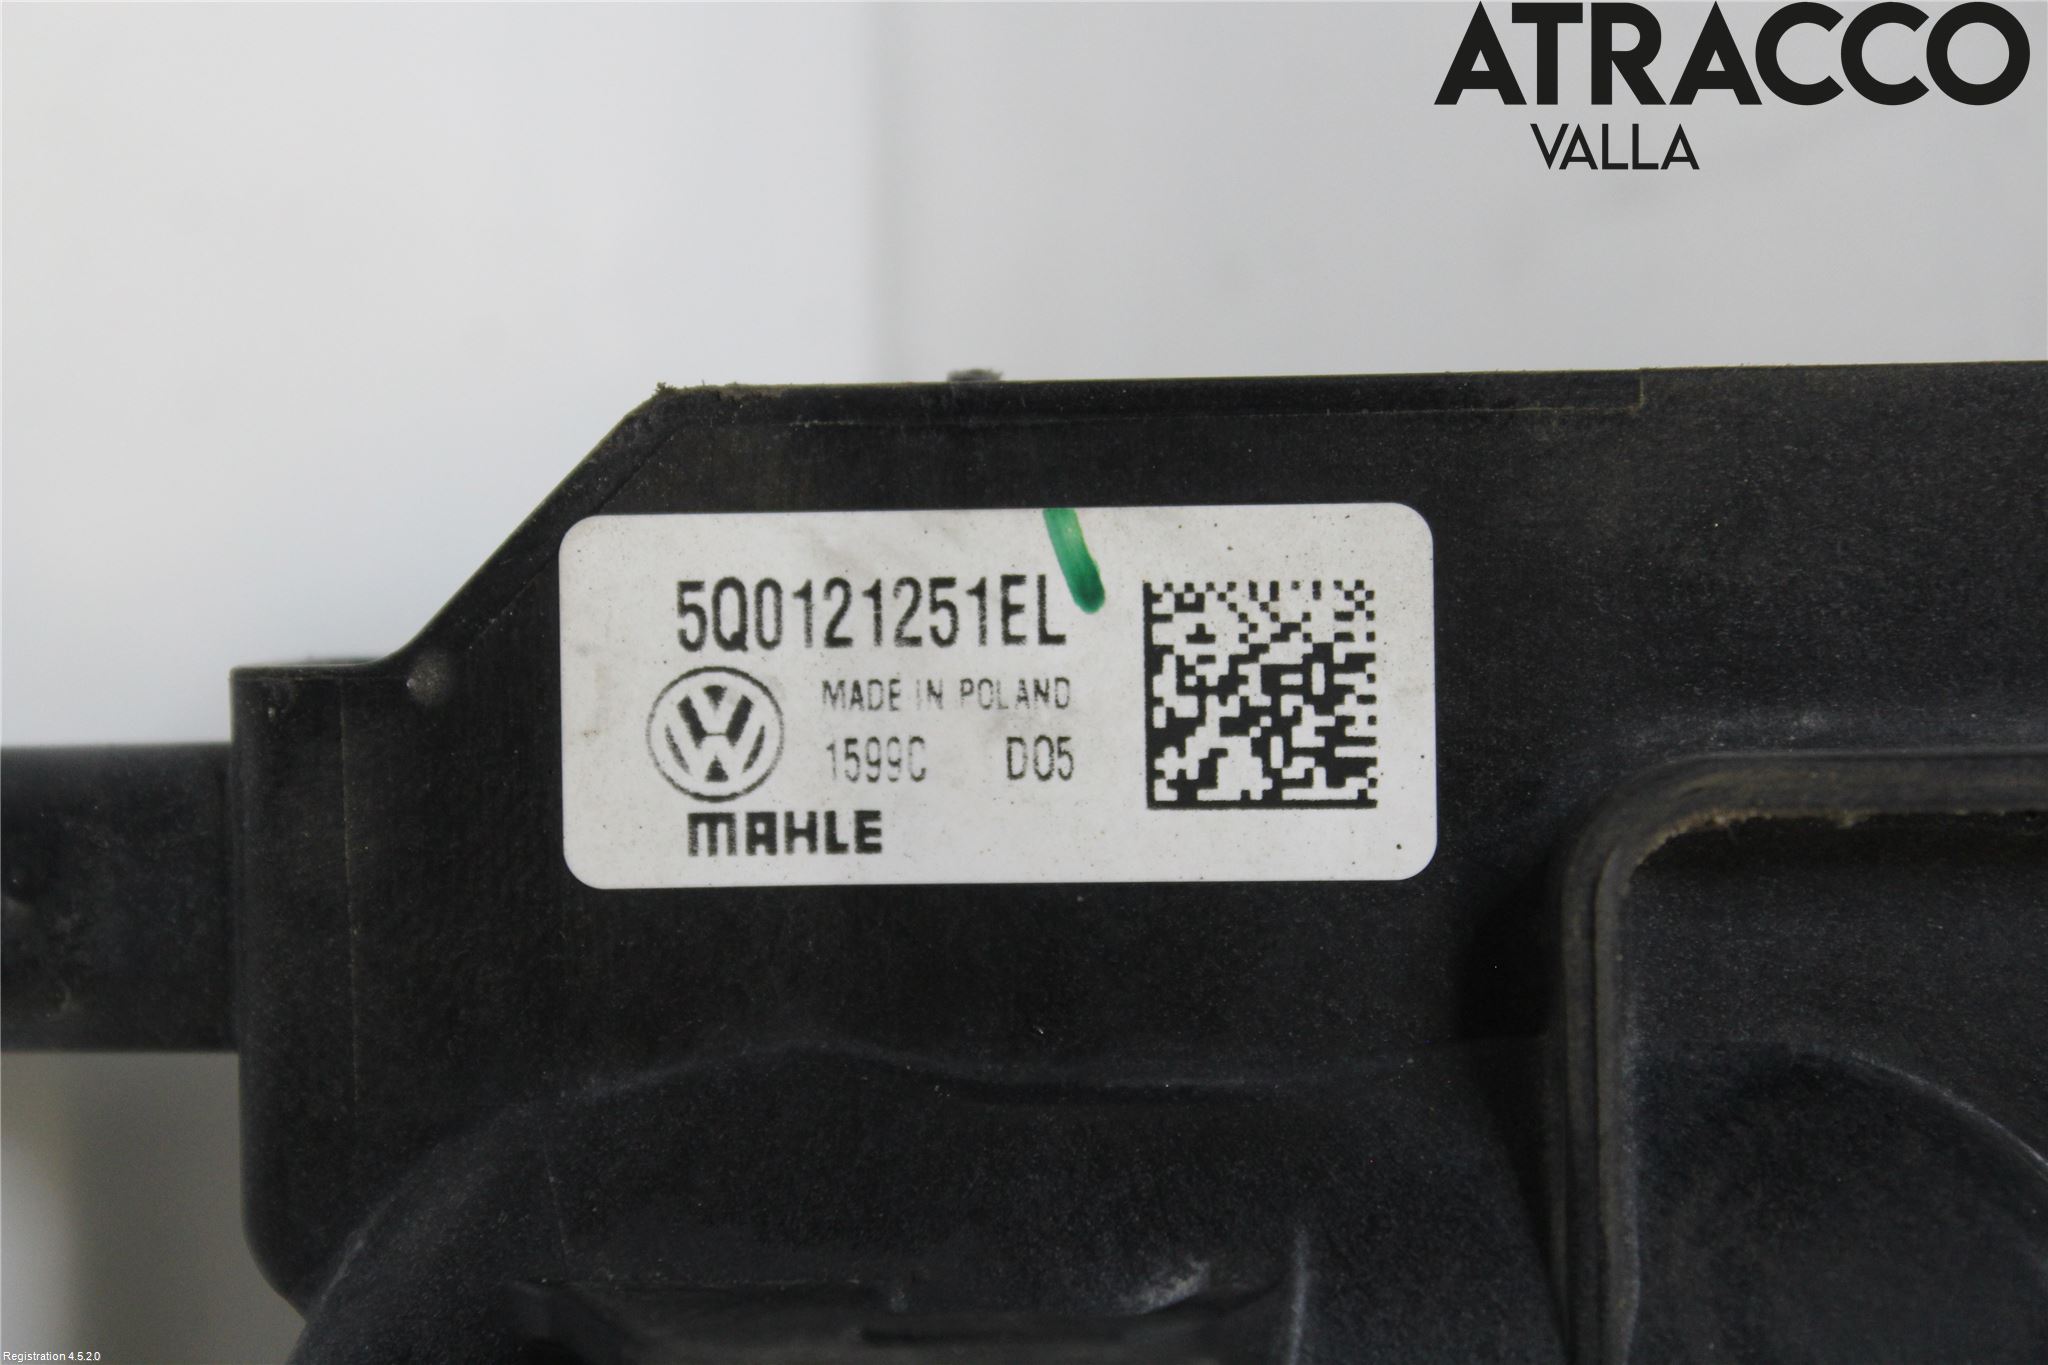 ATRACCO
VALLA
5Q0121251EL
MADE IN POLAND
1599C D05
MAHLE
Registration 4.5.2.0